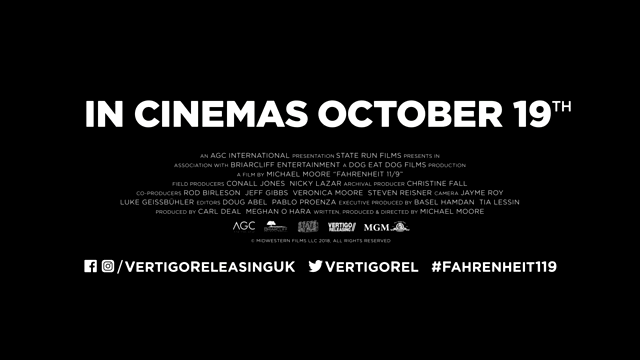 IN CINEMAS OCTOBER 19TH
AN AGC INTERNATIONAL PRESENTATION STATE RUN FILMS PRESENTS IN
ASSOCIATION WITH BRIARCLIFF ENTERTAINMENT A DOG EAT DOG FILMS PRODUCTION
A FILM BY MICHAEL MOORE "FAHRENHEIT 11/9"
FIELD PRODUCERS CONALL JONES NICKY LAZAR ARCHIVAL PRODUCER CHRISTINE FALL
CO-PRODUCERS ROD BIRLESON JEFF GIBBS VERONICA MOORE STEVEN REISNER CAMERA JAYME ROY
LUKE GEISSBÜHLER EDITORS DOUG ABEL PABLO PROENZA EXECUTIVE PRODUCED BY BASEL HAMDAN TIA LESSIN
PRODUCED BY CARL DEAL MEGHAN O HARA WRITTEN, PRODUCED & DIRECTED BY MICHAEL MOORE
AGC STATE RUN VERTIGO RELEASING MGM
© MIDWESTERN FILMS LLC 2018. ALL RIGHTS RESERVED
/VERTIGORELEASINGUK VERTIGOREL #FAHRENHEIT119